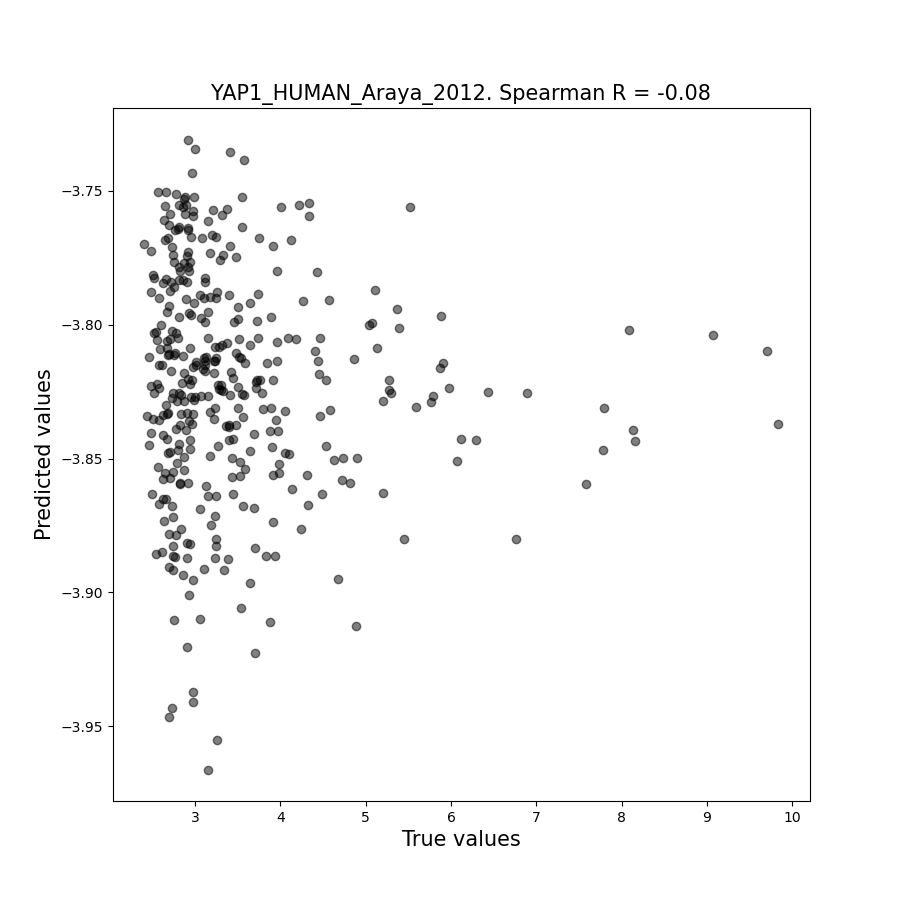 YAP1_HUMAN_Araya_2012. Spearman R = -0.08
Predicted values
−3.75
−3.80
−3.85
−3.90
−3.95
3 4 5 6 7 8 9 10
True values